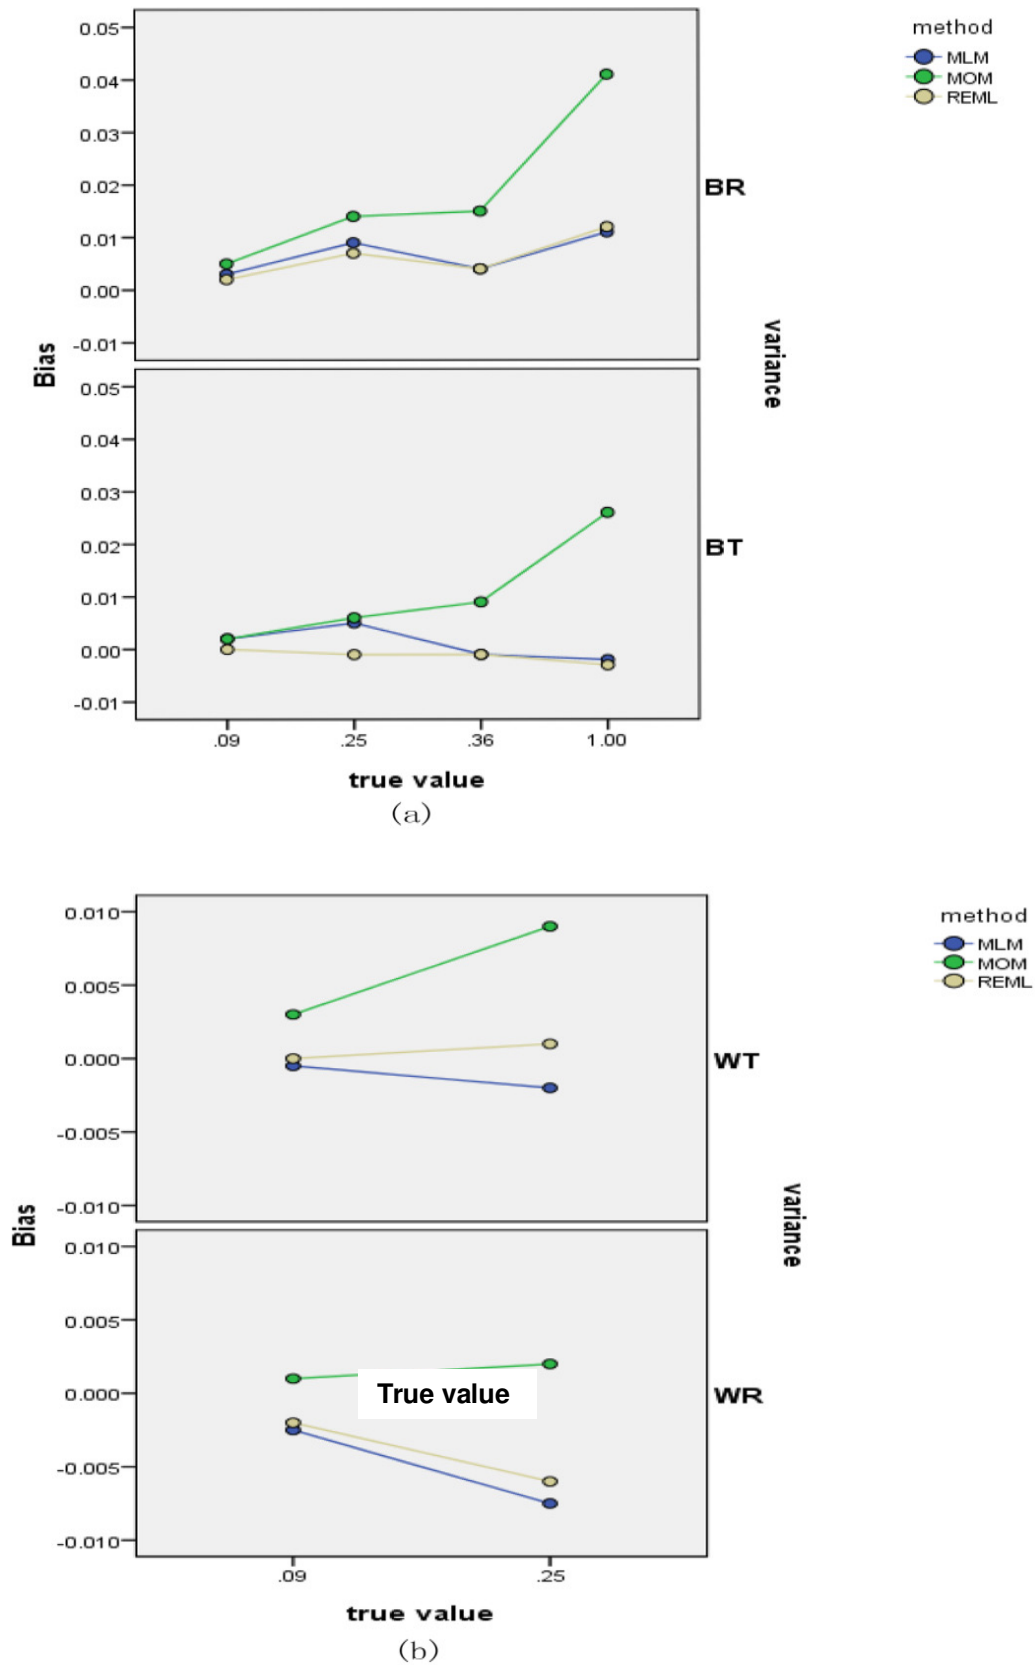 method
MLM
MOM
REML
0.05
0.04
0.03
0.02
0.01
0.00
-0.01
BR
Bias
variance
0.05
0.04
0.03
0.02
0.01
0.00
-0.01
BT
.09 .25 .36 1.00
true value
(a)
method
MLM
MOM
REML
0.010
0.005
0.000
-0.005
-0.010
WT
Bias
variance
0.010
0.005
0.000
-0.005
-0.010
True value
WR
.09 .25
true value
(b)